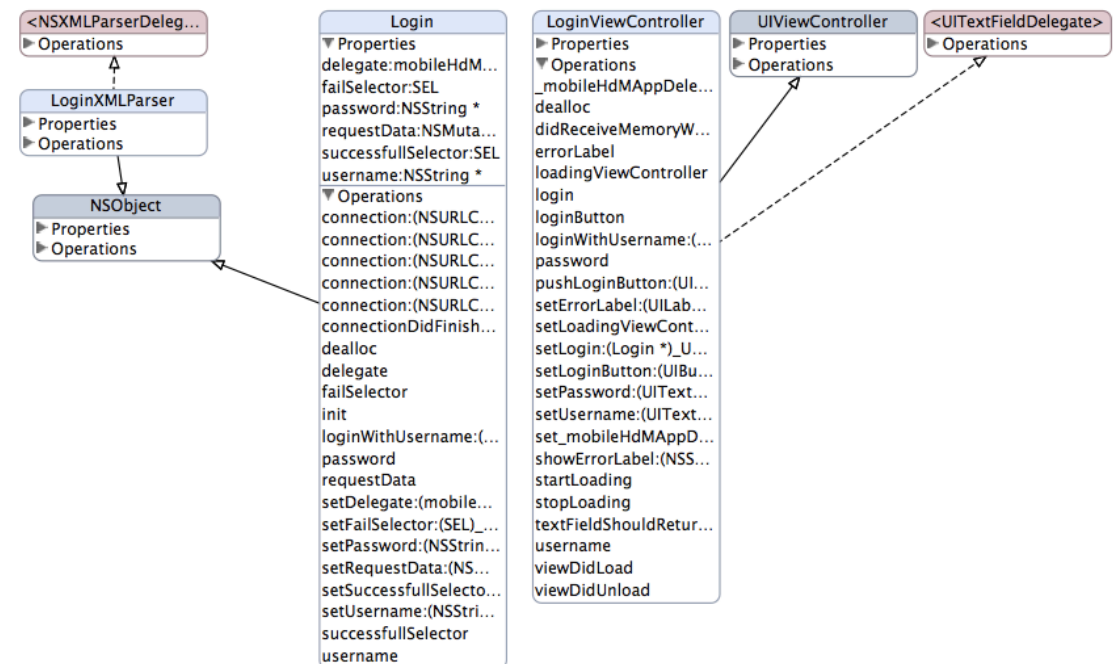 <NSXMLParserDeleg...
Operations
LoginXMLParser
Properties
Operations
NSObject
Properties
Operations
Login
Properties
delegate:mobileHdM...
failSelector:SEL
password:NSString *
requestData:NSMuta...
successfullSelector:SEL
username:NSString *
Operations
connection:(NSURLC...
connection:(NSURLC...
connection:(NSURLC...
connection:(NSURLC...
connection:(NSURLC...
connectionDidFinish...
dealloc
delegate
failSelector
init
loginWithUsername:(...
password
requestData
setDelegate:(mobile...
setFailSelector:(SEL)_...
setPassword:(NSStrin...
setRequestData:(NS...
setSuccessfullSelecto...
setUsername:(NSStri...
successfullSelector
username
LoginViewController
Properties
Operations
_mobileHdMAppDele...
dealloc
didReceiveMemoryW...
errorLabel
loadingViewController
login
loginButton
loginWithUsername:(...
password
pushLoginButton:(UI...
setErrorLabel:(UILab...
setLoadingViewCont...
setLogin:(Login *)_U...
setLoginButton:(UIBu...
setPassword:(UIText...
setUsername:(UIText...
set_mobileHdMAppD...
showErrorLabel:(NSS...
startLoading
stopLoading
textFieldShouldRetur...
username
viewDidLoad
viewDidUnload
UIViewController
Properties
Operations
<UITextFieldDelegate>
Operations